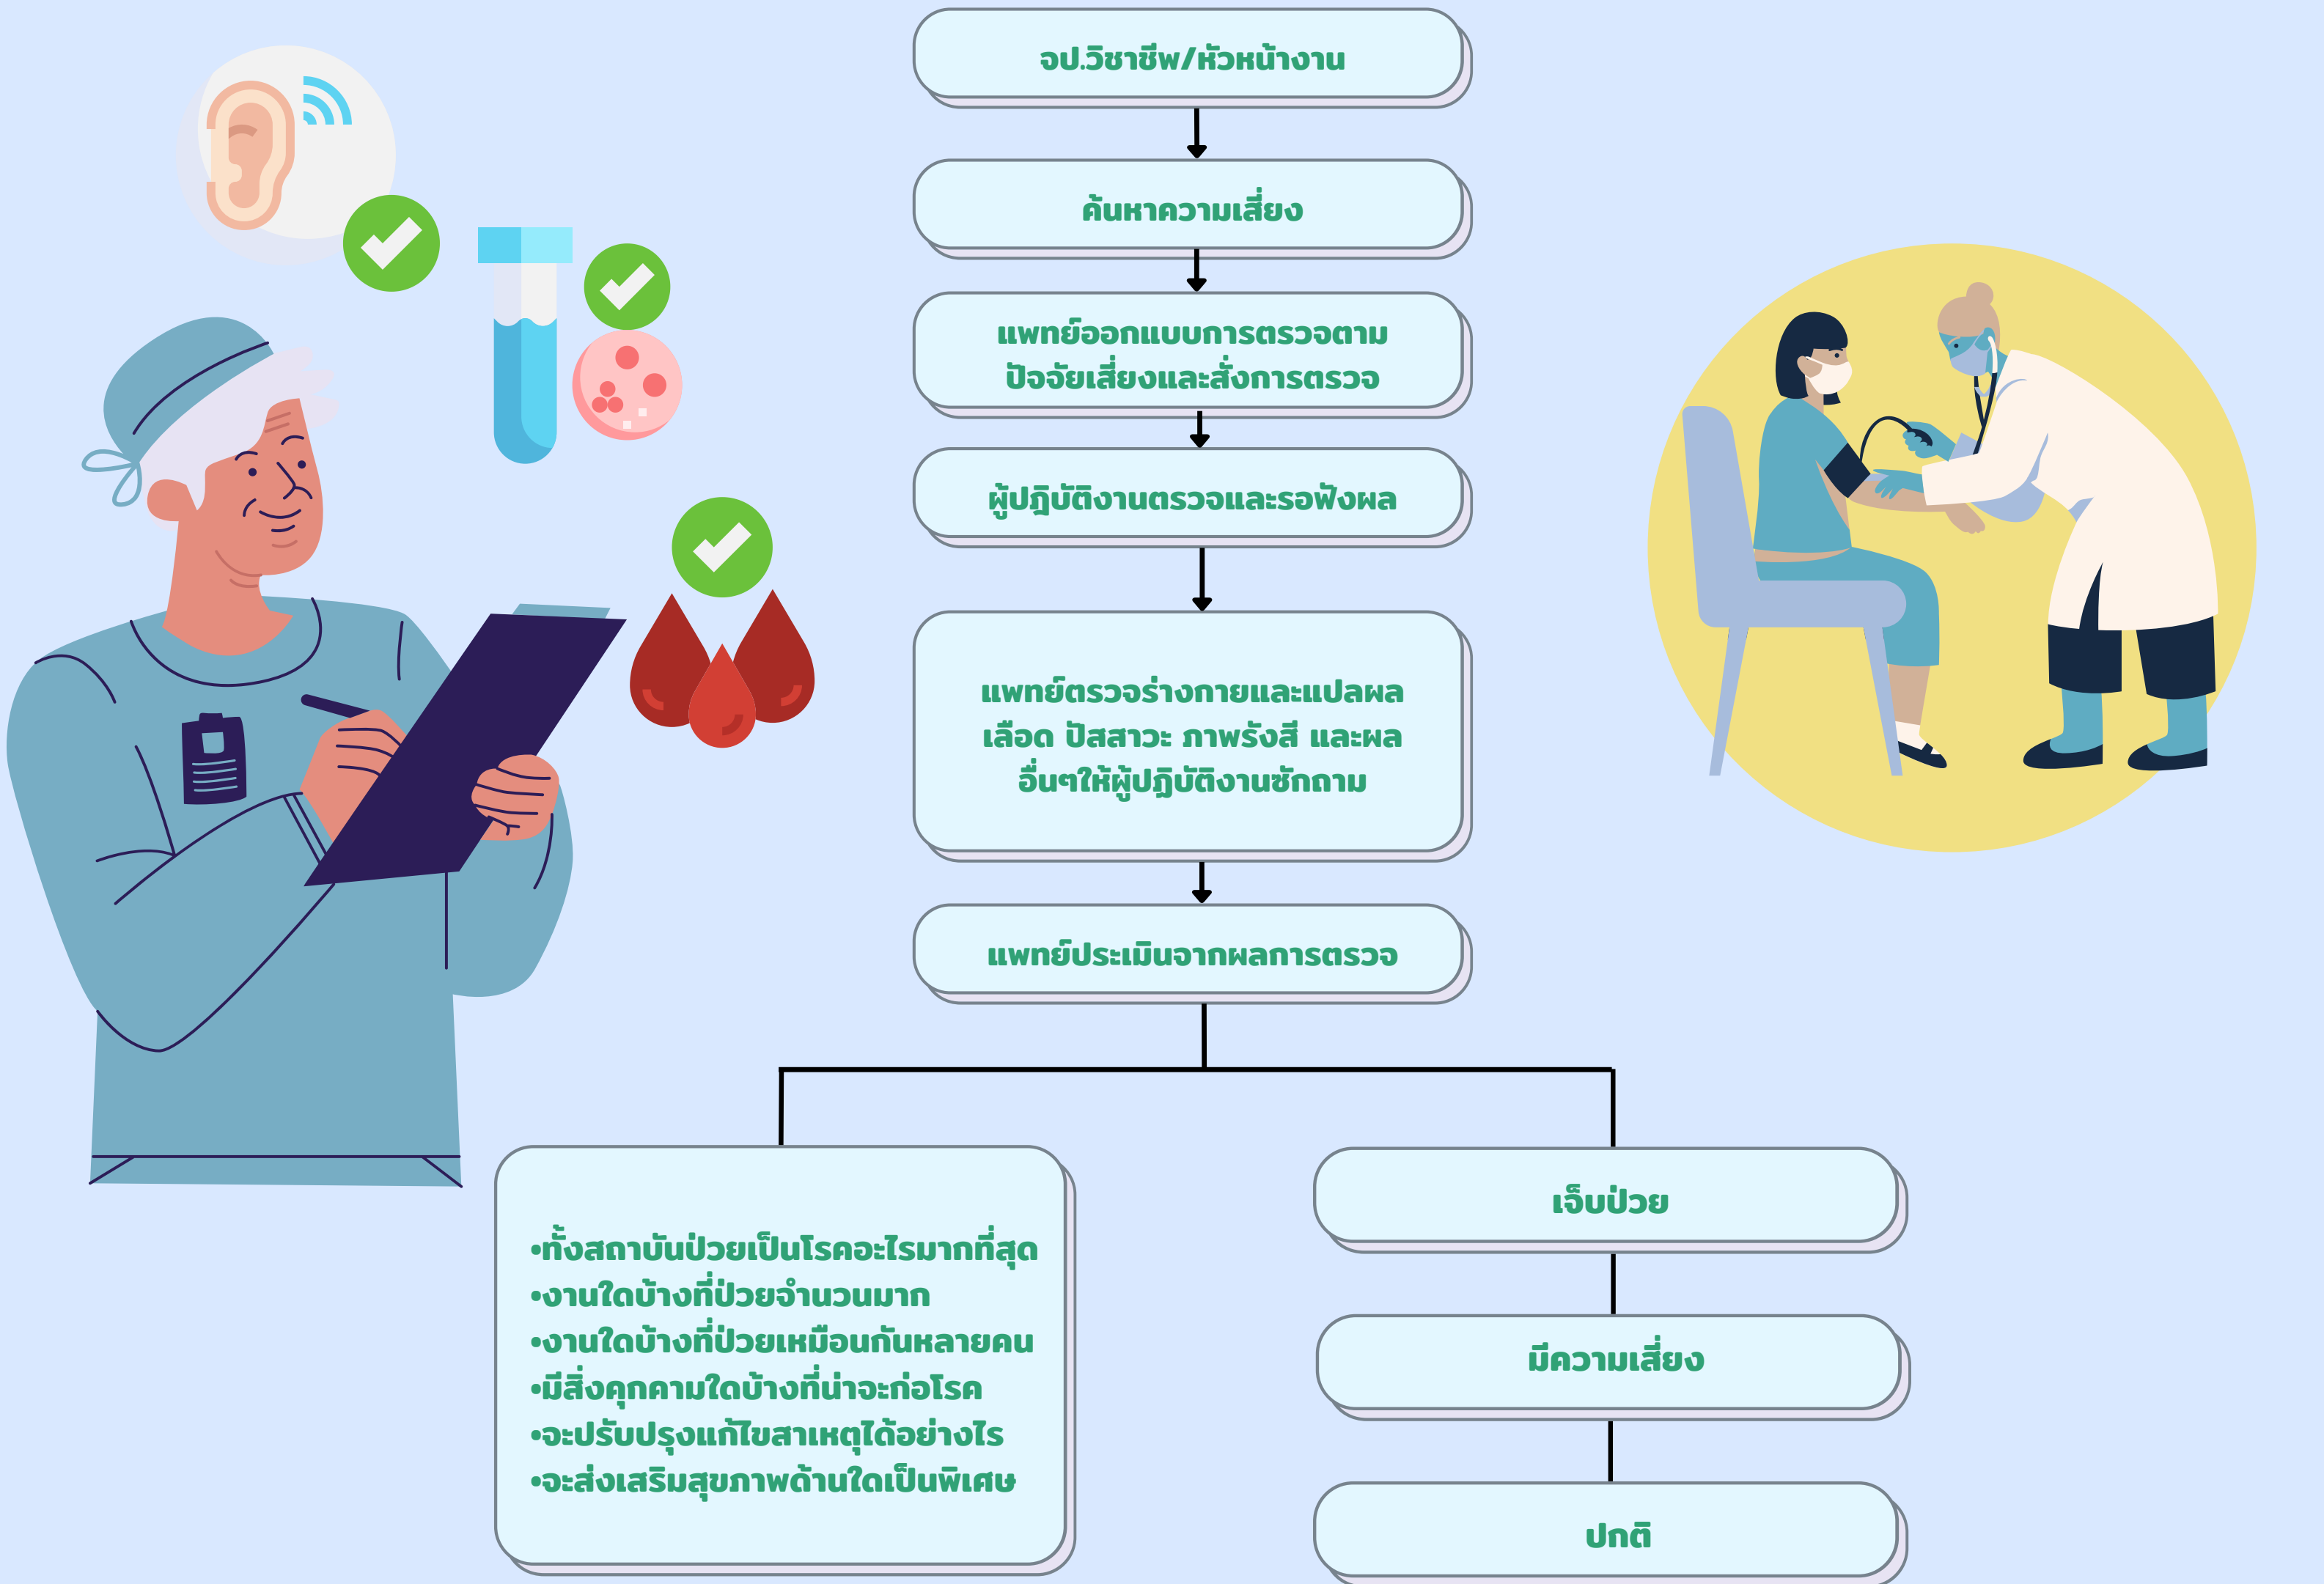 จป.วิชาชีพ/หัวหน้างาน
ค้นหาความเสี่ยง
แพทย์ออกแบบการตรวจตาม
ปัจจัยเสี่ยงและสั่งการตรวจ
ผู้ปฏิบัติงานตรวจและรอฟังผล
แพทย์ตรวจร่างกายและแปลผล
เลือด ปัสสาวะ ภาพรังสี และผล
อื่นๆให้ผู้ปฏิบัติงานซักถาม
แพทย์ประเมินจากผลการตรวจ
•ทั้งสถาบันป่วยเป็นโรคอะไรมากที่สุด
•งานใดบ้างที่ป่วยจำนวนมาก
•งานใดบ้างที่ป่วยเหมือนกันหลายคน
•มีสิ่งคุกคามใดบ้างที่น่าจะก่อโรค
•จะปรับปรุงแก้ไขสาเหตุได้อย่างไร
•จะส่งเสริมสุขภาพด้านใดเป็นพิเศษ
เจ็บป่วย
มีความเสี่ยง
ปกติ